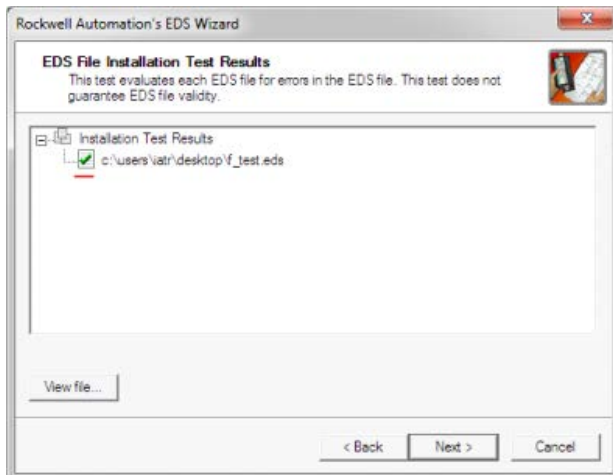 Rockwell Automation's EDS Wizard
EDS File Installation Test Results
This test evaluates each EDS file for errors in the EDS file. This test does not
guarantee EDS file validity.
Installation Test Results
c:\users\iatr\desktop\f_test.eds
View file...
< Back
Next >
Cancel